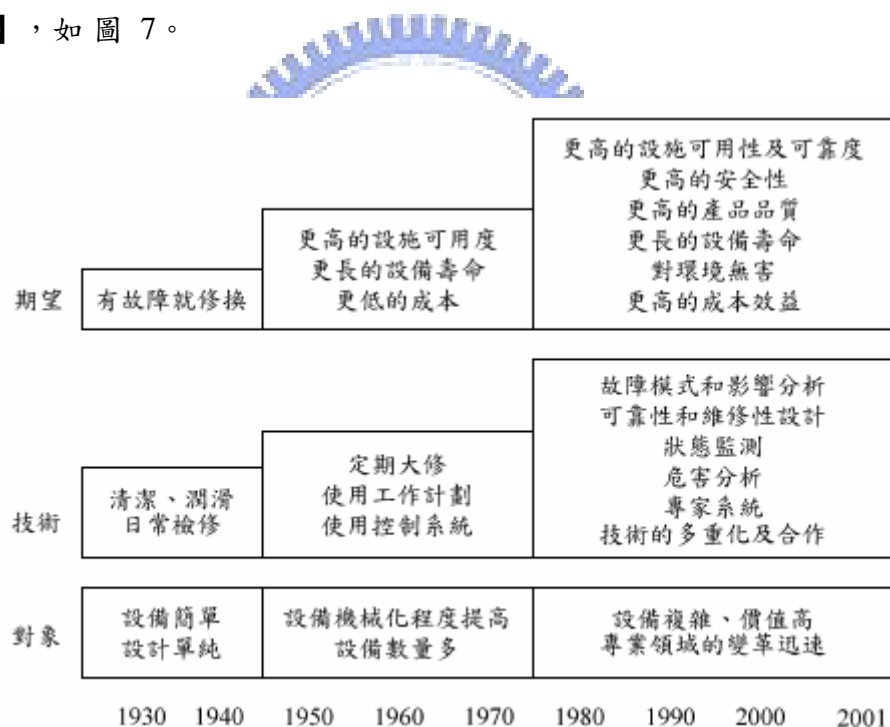 ，如圖 7。
更高的設施可用性及可靠度
更高的安全性
更高的產品品質
更長的設備壽命
對環境無害
更高的成本效益
更高的設施可用度
更長的設備壽命
更低的成本
期望
有故障就修換
故障模式和影響分析
可靠性和維修性設計
狀態監測
危害分析
專家系統
技術的多重化及合作
定期大修
使用工作計劃
使用控制系統
技術
清潔、潤滑
日常檢修
對象
設備簡單
設計單純
設備機械化程度提高
設備數量多
設備複雜、價值高
專業領域的變革迅速
1930 1940 1950 1960 1970 1980 1990 2000 2001